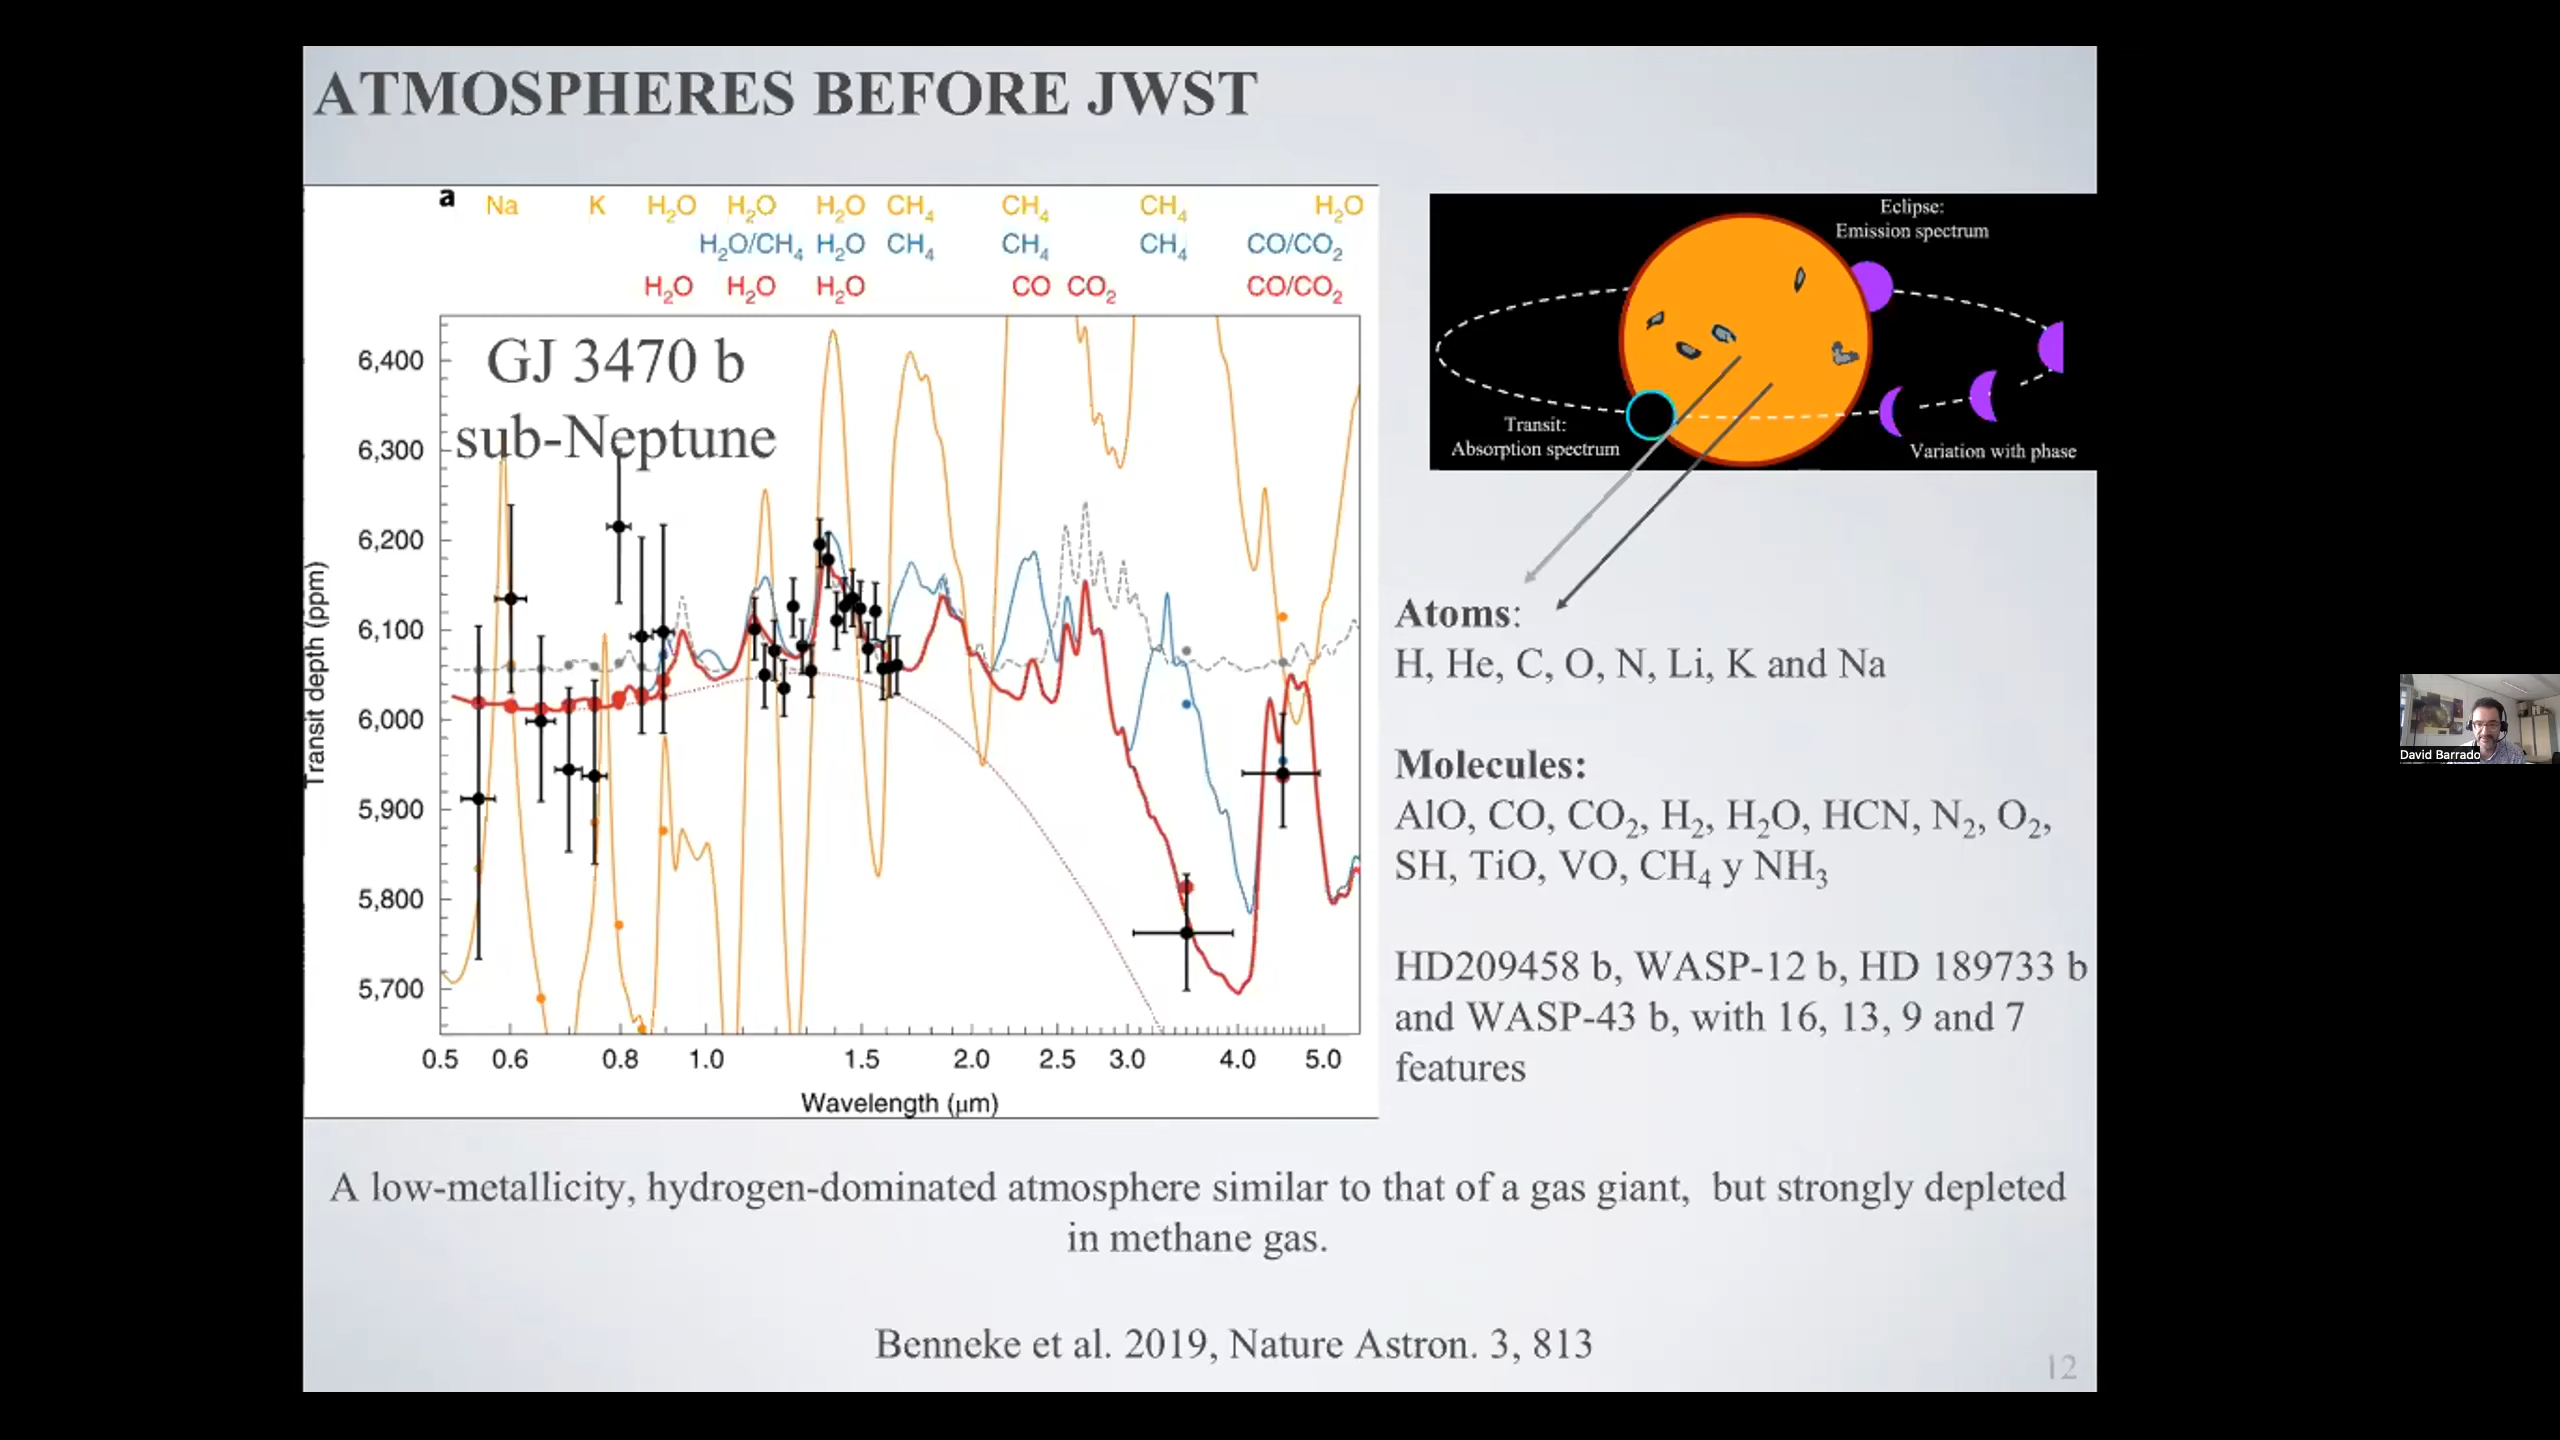 ATMOSPHERES BEFORE JWST
a
Na K H₂O H₂O H₂O CH₄ CH₄ CH₄ H₂O
H₂O/CH₄ H₂O CH₄ CH₄ CH₄ CO/CO₂
H₂O H₂O H₂O CO CO₂ CO/CO₂
GJ 3470 b
sub-Neptune
Transit depth (ppm)
6,400
6,300
6,200
6,100
6,000
5,900
5,800
5,700
0.5 0.6 0.8 1.0 1.5 2.0 2.5 3.0 4.0 5.0
Wavelength (μm)
Eclipse:
Emission spectrum
Transit:
Absorption spectrum
Variation with phase
Atoms:
H, He, C, O, N, Li, K and Na
Molecules:
AlO, CO, CO₂, H₂, H₂O, HCN, N₂, O₂,
SH, TiO, VO, CH₄ y NH₃
HD209458 b, WASP-12 b, HD 189733 b
and WASP-43 b, with 16, 13, 9 and 7
features
A low-metallicity, hydrogen-dominated atmosphere similar to that of a gas giant, but strongly depleted
in methane gas.
Benneke et al. 2019, Nature Astron. 3, 813
12
David Barrado